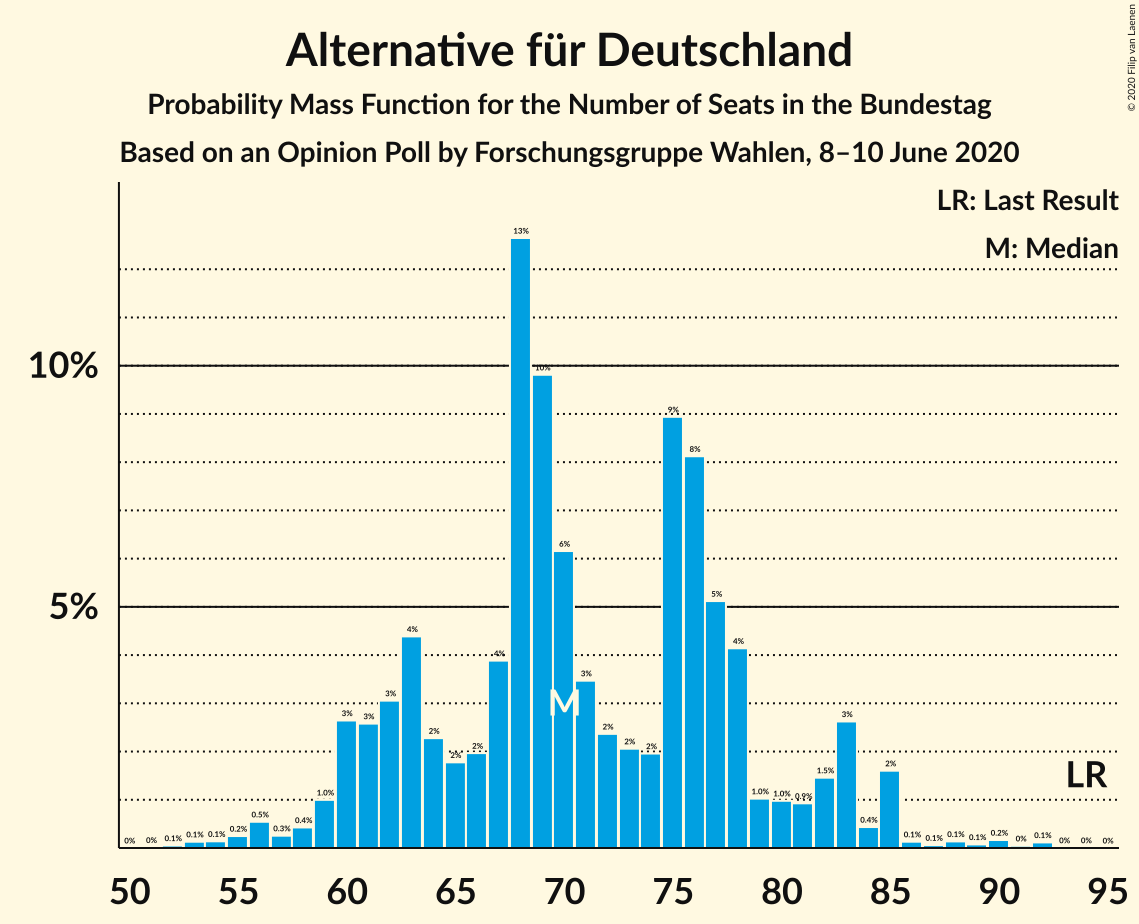 © 2020 Filip van Laenen
Alternative für Deutschland
Probability Mass Function for the Number of Seats in the Bundestag
Based on an Opinion Poll by Forschungsgruppe Wahlen, 8–10 June 2020
LR: Last Result
M: Median
10%
5%
0% 0% 0.1% 0.1% 0.1% 0.2% 0.5% 0.3% 0.4% 1.0% 3% 3% 3% 4% 2% 2% 2% 4% 13% 10% 6% 3% 2% 2% 2% 9% 8% 5% 4% 1.0% 1.0% 0.9% 1.5% 3% 0.4% 2% 0.1% 0.1% 0.1% 0.1% 0.2% 0% 0.1% 0% 0% 0%
M
LR
50 55 60 65 70 75 80 85 90 95